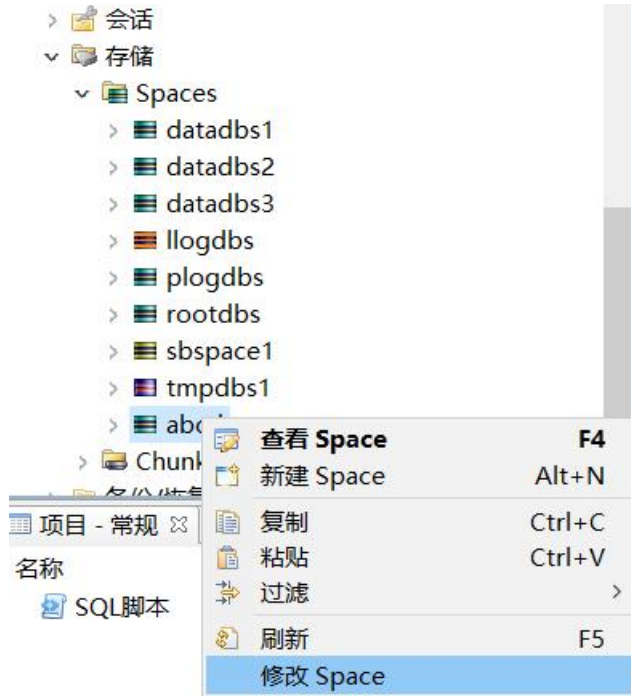 会话
存储
Spaces
datadbs1
datadbs2
datadbs3
llogdbs
plogdbs
rootdbs
sbspace1
tmpdbs1
Chunk
查看 Space F4
新建 Space Alt+N
复制 Ctrl+C
粘贴 Ctrl+V
过滤
刷新 F5
修改 Space
项目 - 常规
名称
SQL脚本